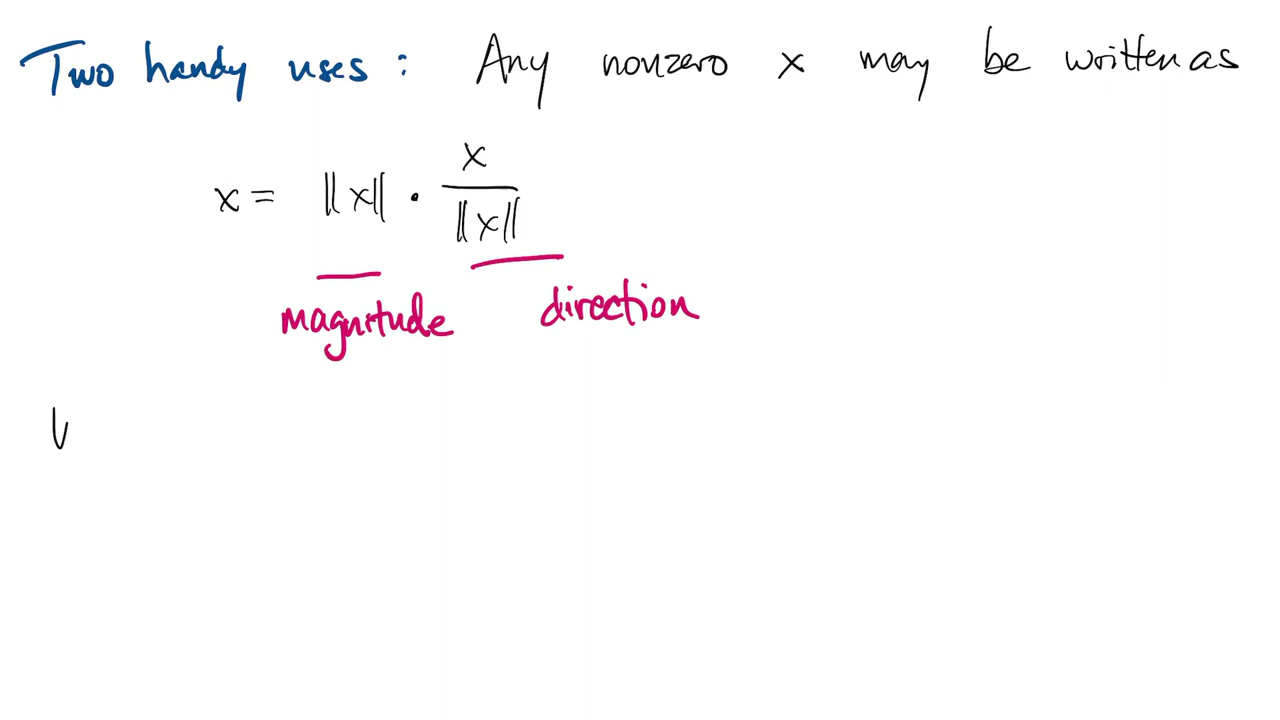 Two handy uses : Any nonzero x may be written as
x = ||x|| · x / ||x||
magnitude direction